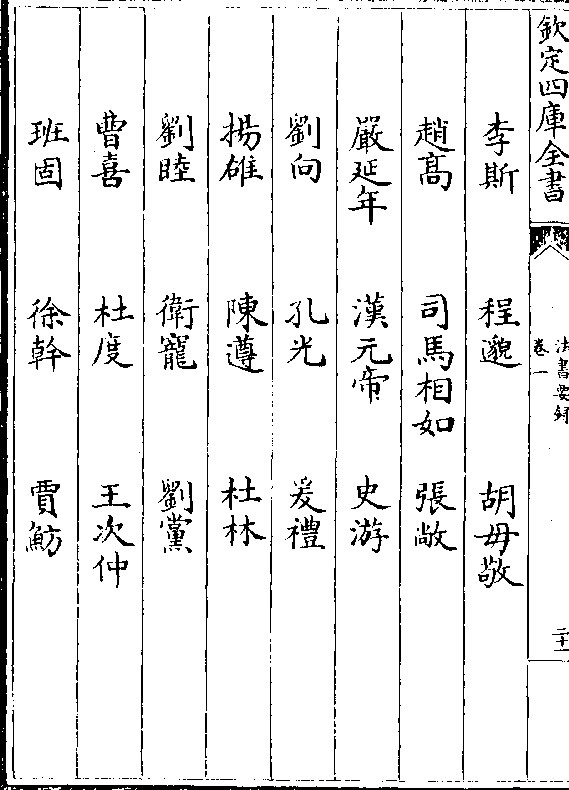 欽定四庫全書
法書要録
卷一
二十一
李斯 程邈 胡毋敬
趙高 司馬相如 張敞
嚴延年 漢元帝 史游
劉向 孔光 爰禮
揚雄 陳遵 杜林
劉睦 衛寵 劉黨
曹喜 杜度 王次仲
班固 徐幹 賈魴